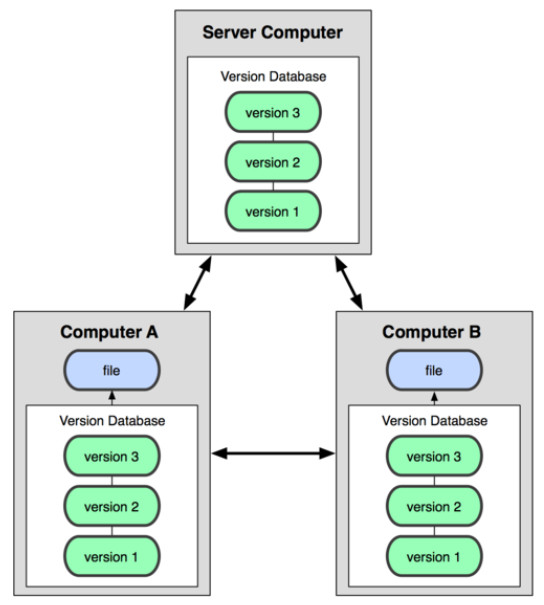 Server Computer
Version Database
version 3
version 2
version 1
Computer A
file
Version Database
version 3
version 2
version 1
Computer B
file
Version Database
version 3
version 2
version 1